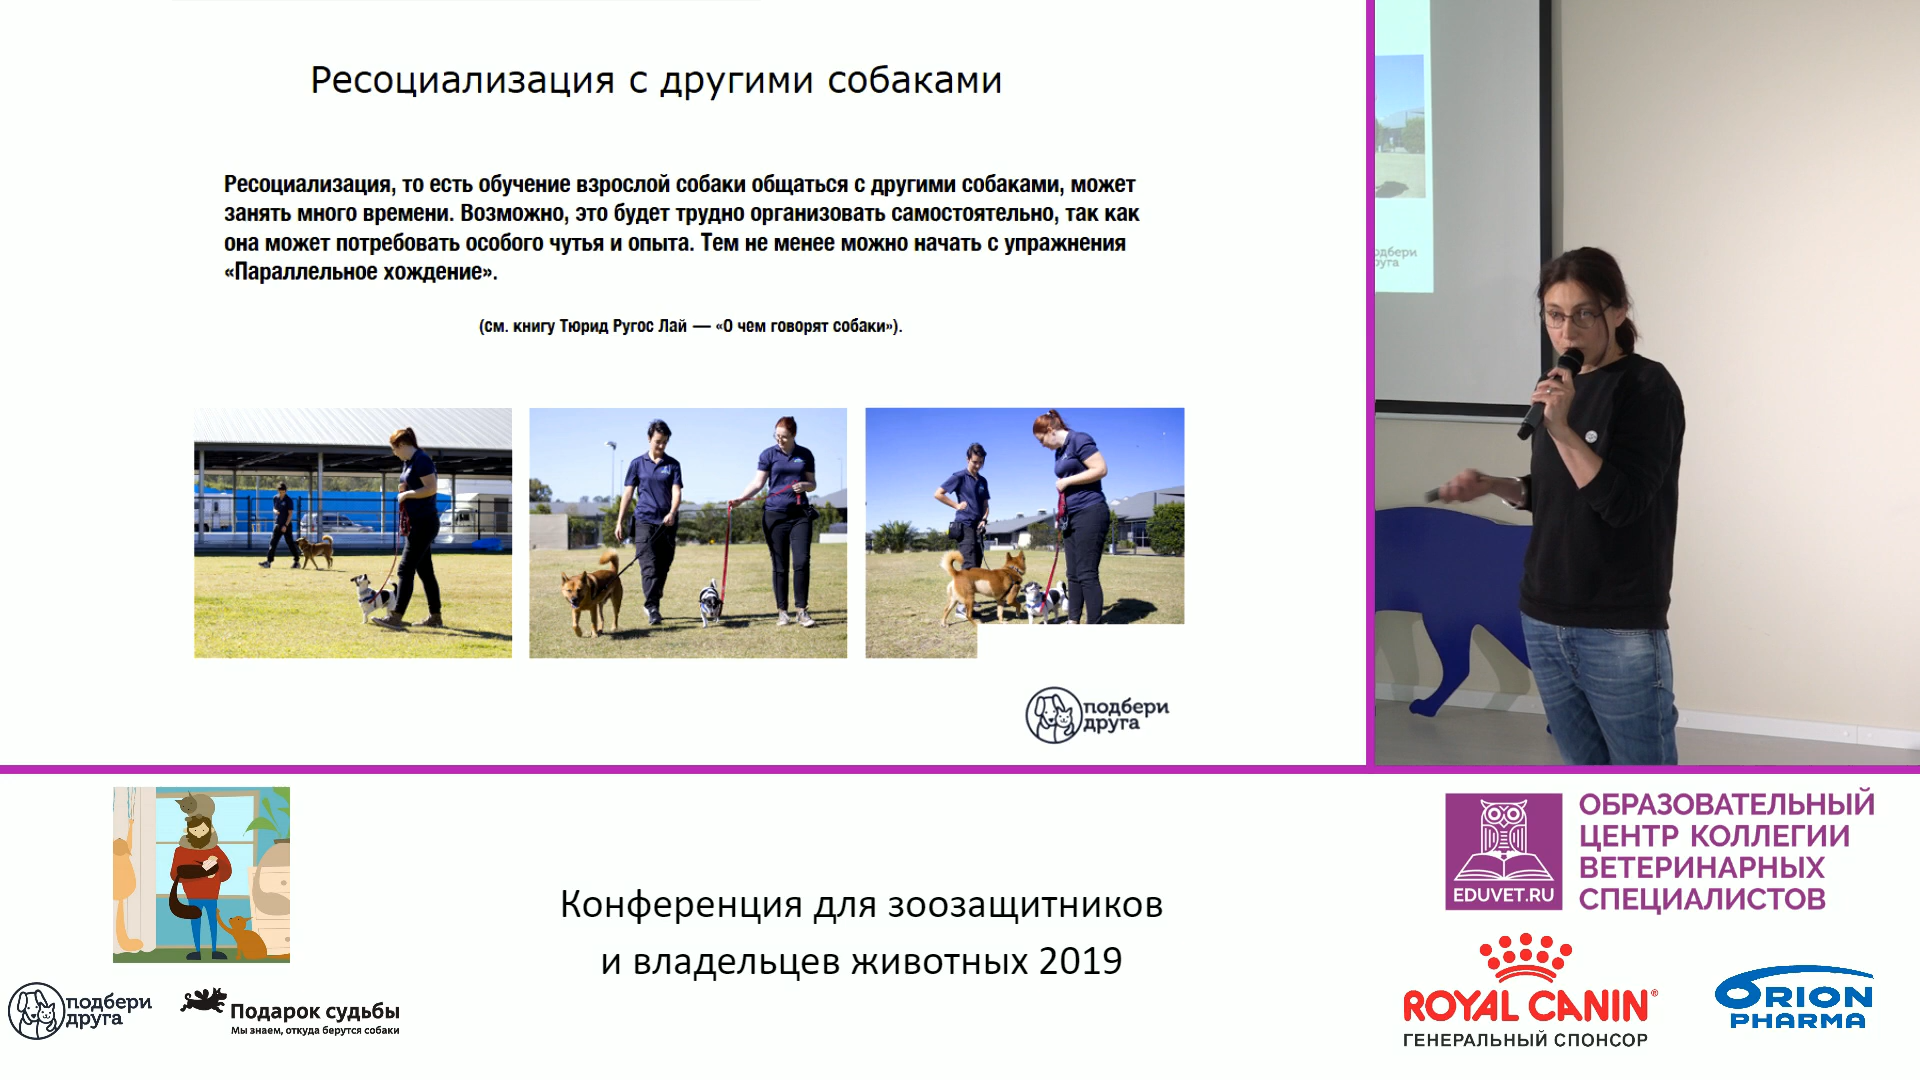 Ресоциализация с другими собаками
Ресоциализация, то есть обучение взрослой собаки общаться с другими собаками, может
занять много времени. Возможно, это будет трудно организовать самостоятельно, так как
она может потребовать особого чутья и опыта. Тем не менее можно начать с упражнения
«Параллельное хождение».
(см. книгу Тюрид Ругос Лай — «О чем говорят собаки»).
подбери
друга
Конференция для зоозащитников
и владельцев животных 2019
подбери
друга
Подарок судьбы
Мы знаем, откуда берутся собаки
EDUVET.RU
ОБРАЗОВАТЕЛЬНЫЙ
ЦЕНТР КОЛЛЕГИИ
ВЕТЕРИНАРНЫХ
СПЕЦИАЛИСТОВ
ROYAL CANIN®
ГЕНЕРАЛЬНЫЙ СПОНСОР
ORION
PHARMA